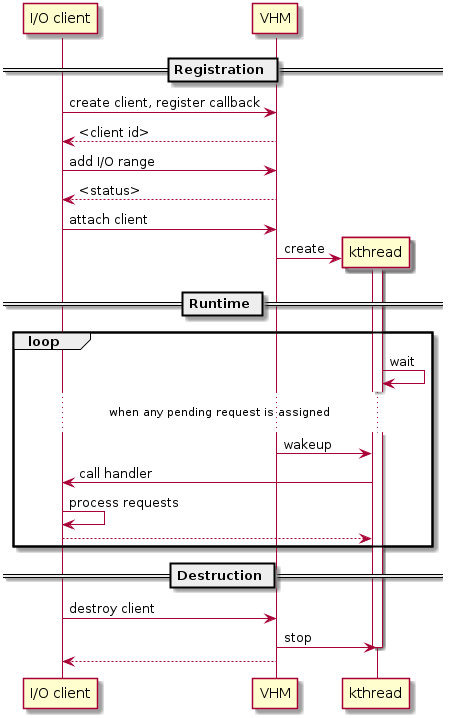 I/O client
VHM
Registration
create client, register callback
<client id>
add I/O range
<status>
attach client
create
kthread
Runtime
loop
wait
when any pending request is assigned
wakeup
call handler
process requests
Destruction
destroy client
stop
I/O client
VHM
kthread